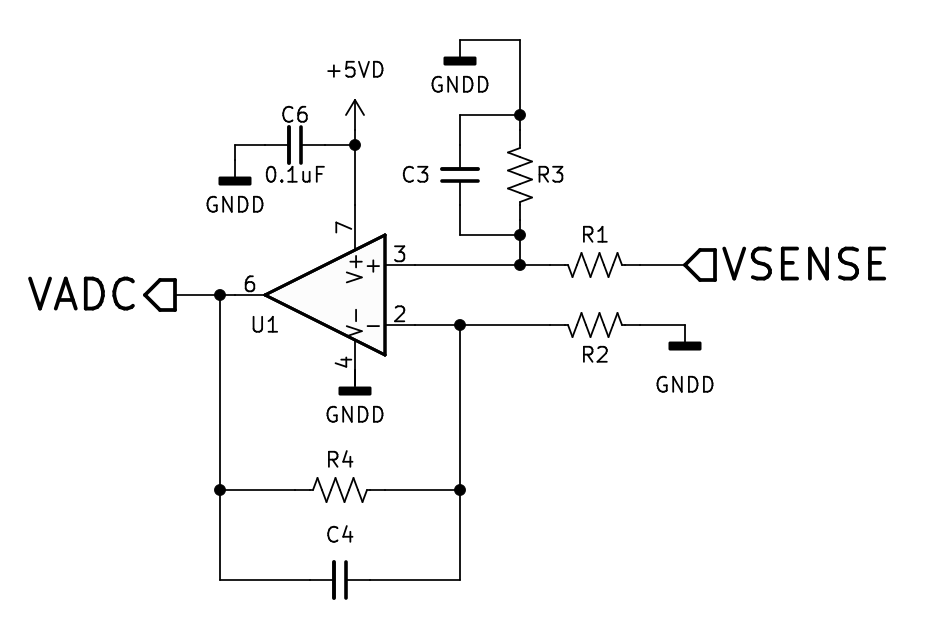 +5VD
GNDD
C6
0.1uF
GNDD
C3
R3
7
3
R1
VSENSE
V+
+
VADC
6
U1
V-
-
2
R2
4
GNDD
GNDD
R4
C4